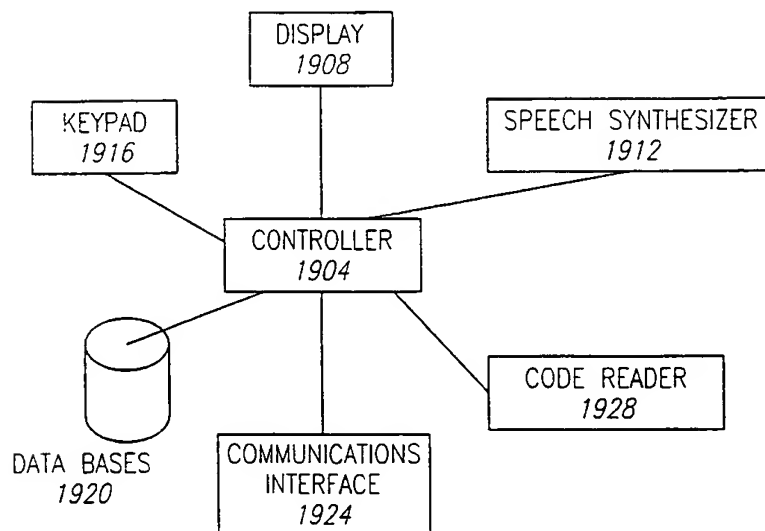 DISPLAY
1908
KEYPAD
1916
SPEECH SYNTHESIZER
1912
CONTROLLER
1904
CODE READER
1928
DATA BASES
1920
COMMUNICATIONS
INTERFACE
1924